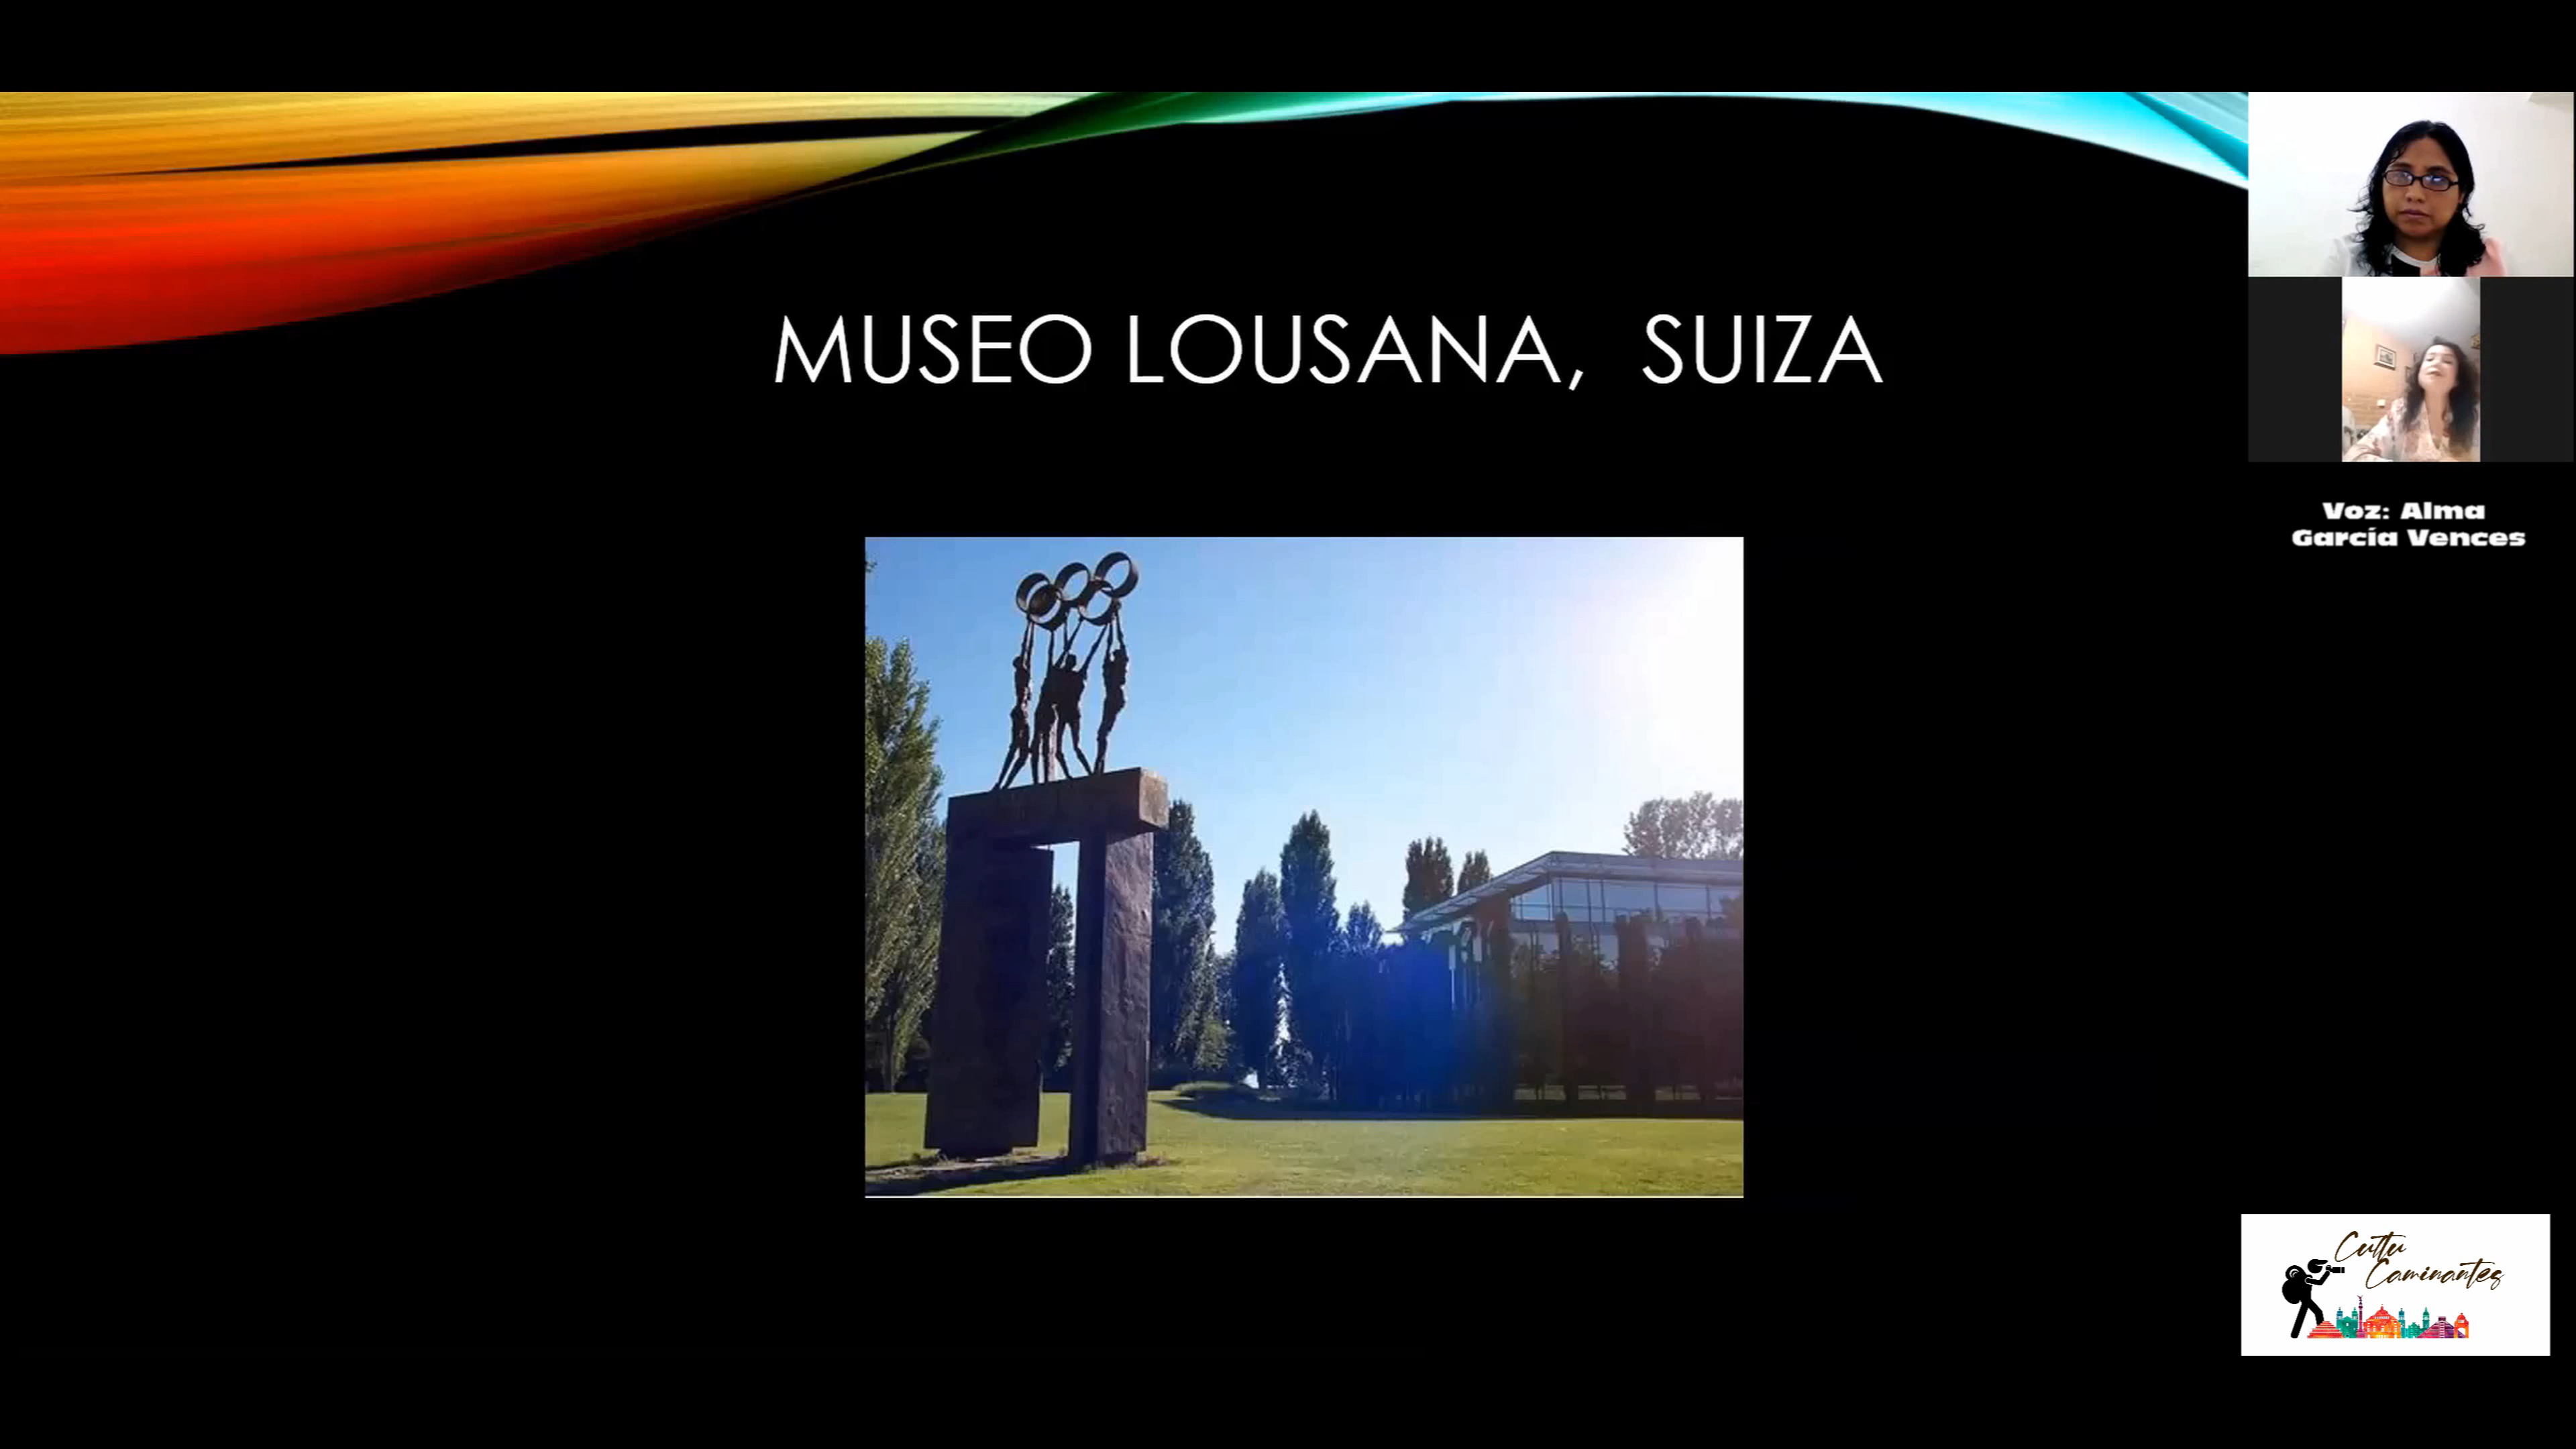 MUSEO LOUSANA, SUIZA
Voz: Alma
García Vences
Cultu
Caminantes